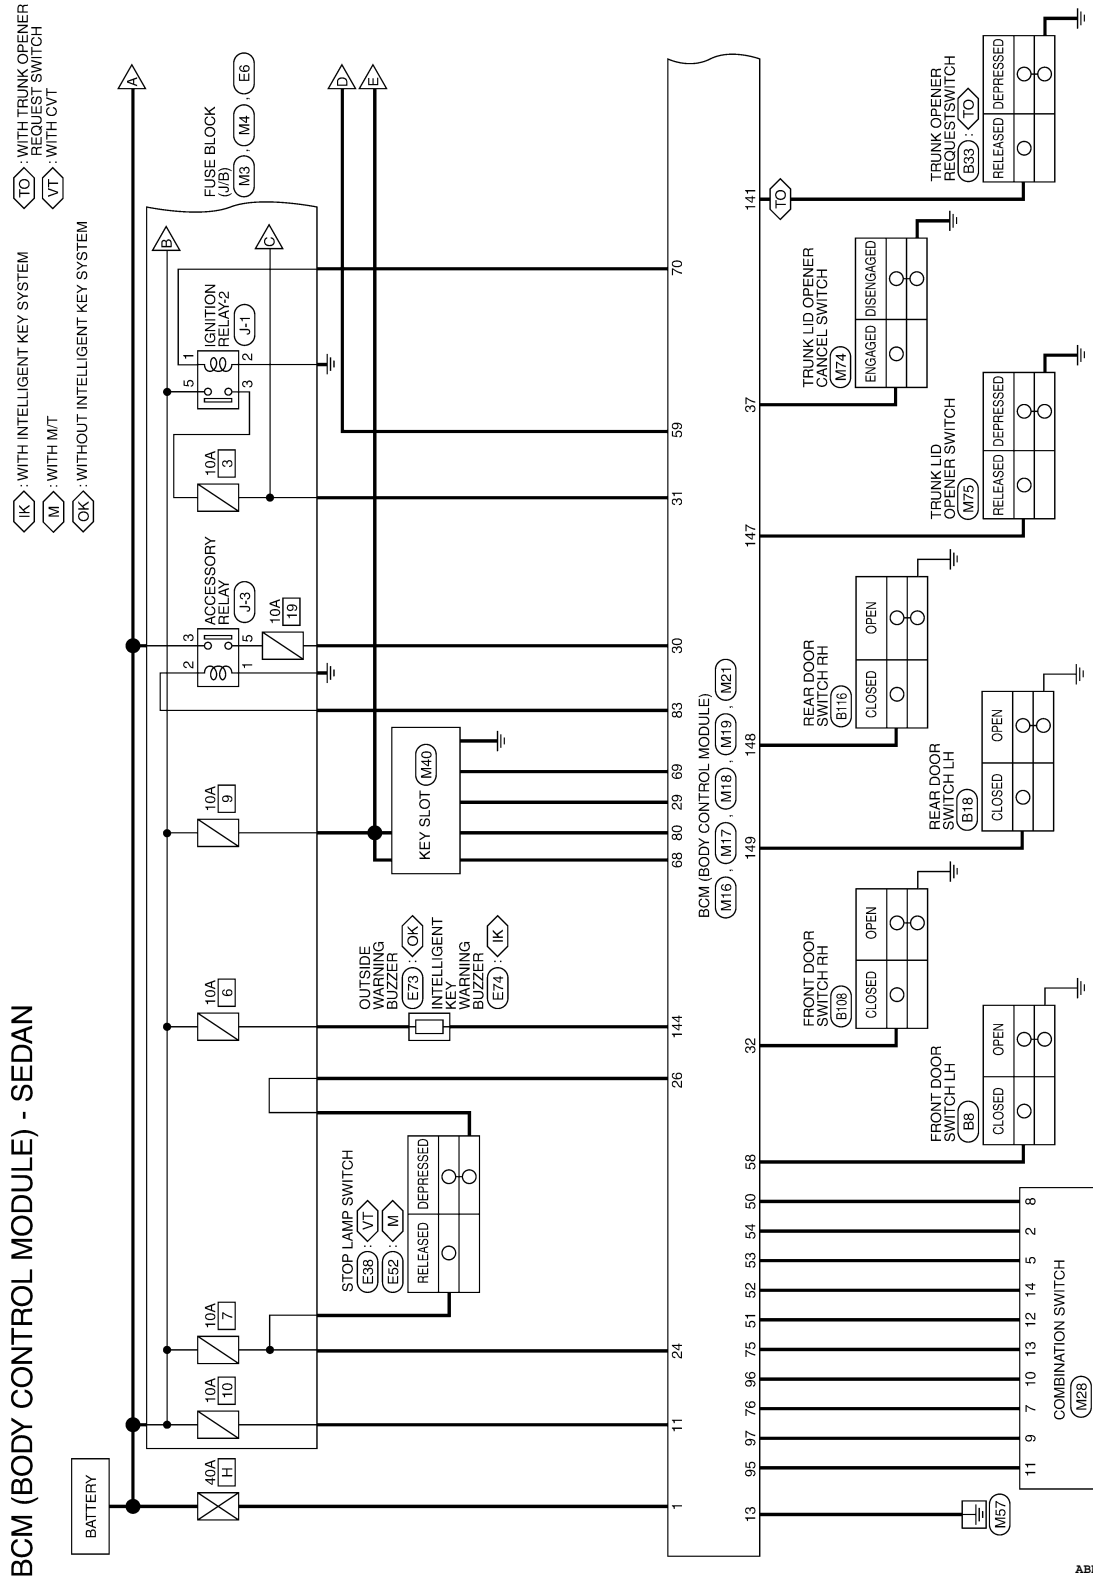 BCM (BODY CONTROL MODULE) - SEDAN
IK : WITH INTELLIGENT KEY SYSTEM
M : WITH M/T
OK : WITHOUT INTELLIGENT KEY SYSTEM
TO : WITH TRUNK OPENER
REQUEST SWITCH
VT : WITH CVT
BATTERY
A
40A
H
10A
10
10A
7
10A
6
10A
9
ACCESSORY
RELAY
J-3
2
3
1
5
10A
19
10A
3
IGNITION
RELAY-2
J-1
5
1
3
2
B
C
FUSE BLOCK
(J/B)
M3 , M4 , E6
D
E
STOP LAMP SWITCH
E38 : VT
E52 : M
RELEASED
DEPRESSED
OUTSIDE
WARNING
BUZZER
E73 : OK
INTELLIGENT
KEY
WARNING
BUZZER
E74 : IK
KEY SLOT M40
1
11
24
26
144
68
80
29
69
83
30
31
59
70
BCM (BODY CONTROL MODULE)
M16 , M17 , M18 , M19 , M21
13
95
97
76
96
75
51
52
53
54
50
58
32
149
148
147
37
141
TO
M57
11
9
7
10
13
12
14
5
2
8
COMBINATION SWITCH
M28
FRONT DOOR
SWITCH LH
B8
CLOSED
OPEN
FRONT DOOR
SWITCH RH
B108
CLOSED
OPEN
REAR DOOR
SWITCH LH
B18
CLOSED
OPEN
REAR DOOR
SWITCH RH
B116
CLOSED
OPEN
TRUNK LID
OPENER SWITCH
M75
RELEASED
DEPRESSED
TRUNK LID OPENER
CANCEL SWITCH
M74
ENGAGED
DISENGAGED
TRUNK OPENER
REQUESTSWITCH
B33 : TO
RELEASED
DEPRESSED